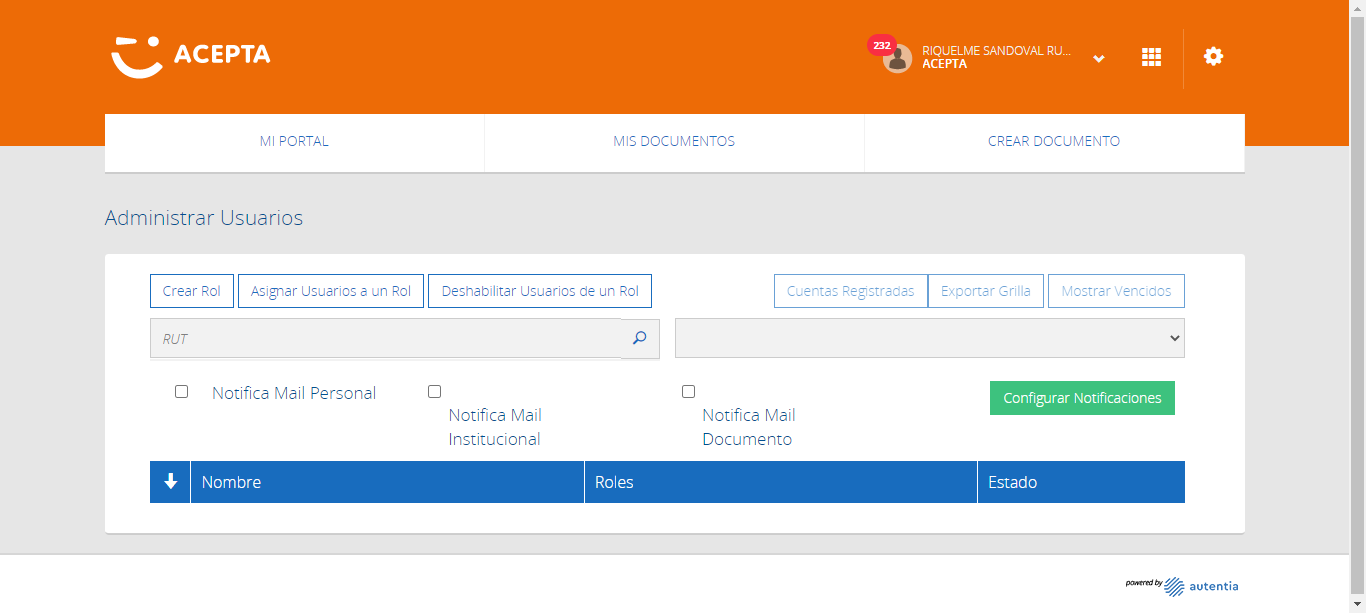 ACEPTA
232
RIQUELME SANDOVAL RU...
ACEPTA
MI PORTAL
MIS DOCUMENTOS
CREAR DOCUMENTO
Administrar Usuarios
Crear Rol
Asignar Usuarios a un Rol
Deshabilitar Usuarios de un Rol
Cuentas Registradas
Exportar Grilla
Mostrar Vencidos
RUT
Notifica Mail Personal
Notifica Mail
Institucional
Notifica Mail
Documento
Configurar Notificaciones
Nombre
Roles
Estado
powered by
autentia